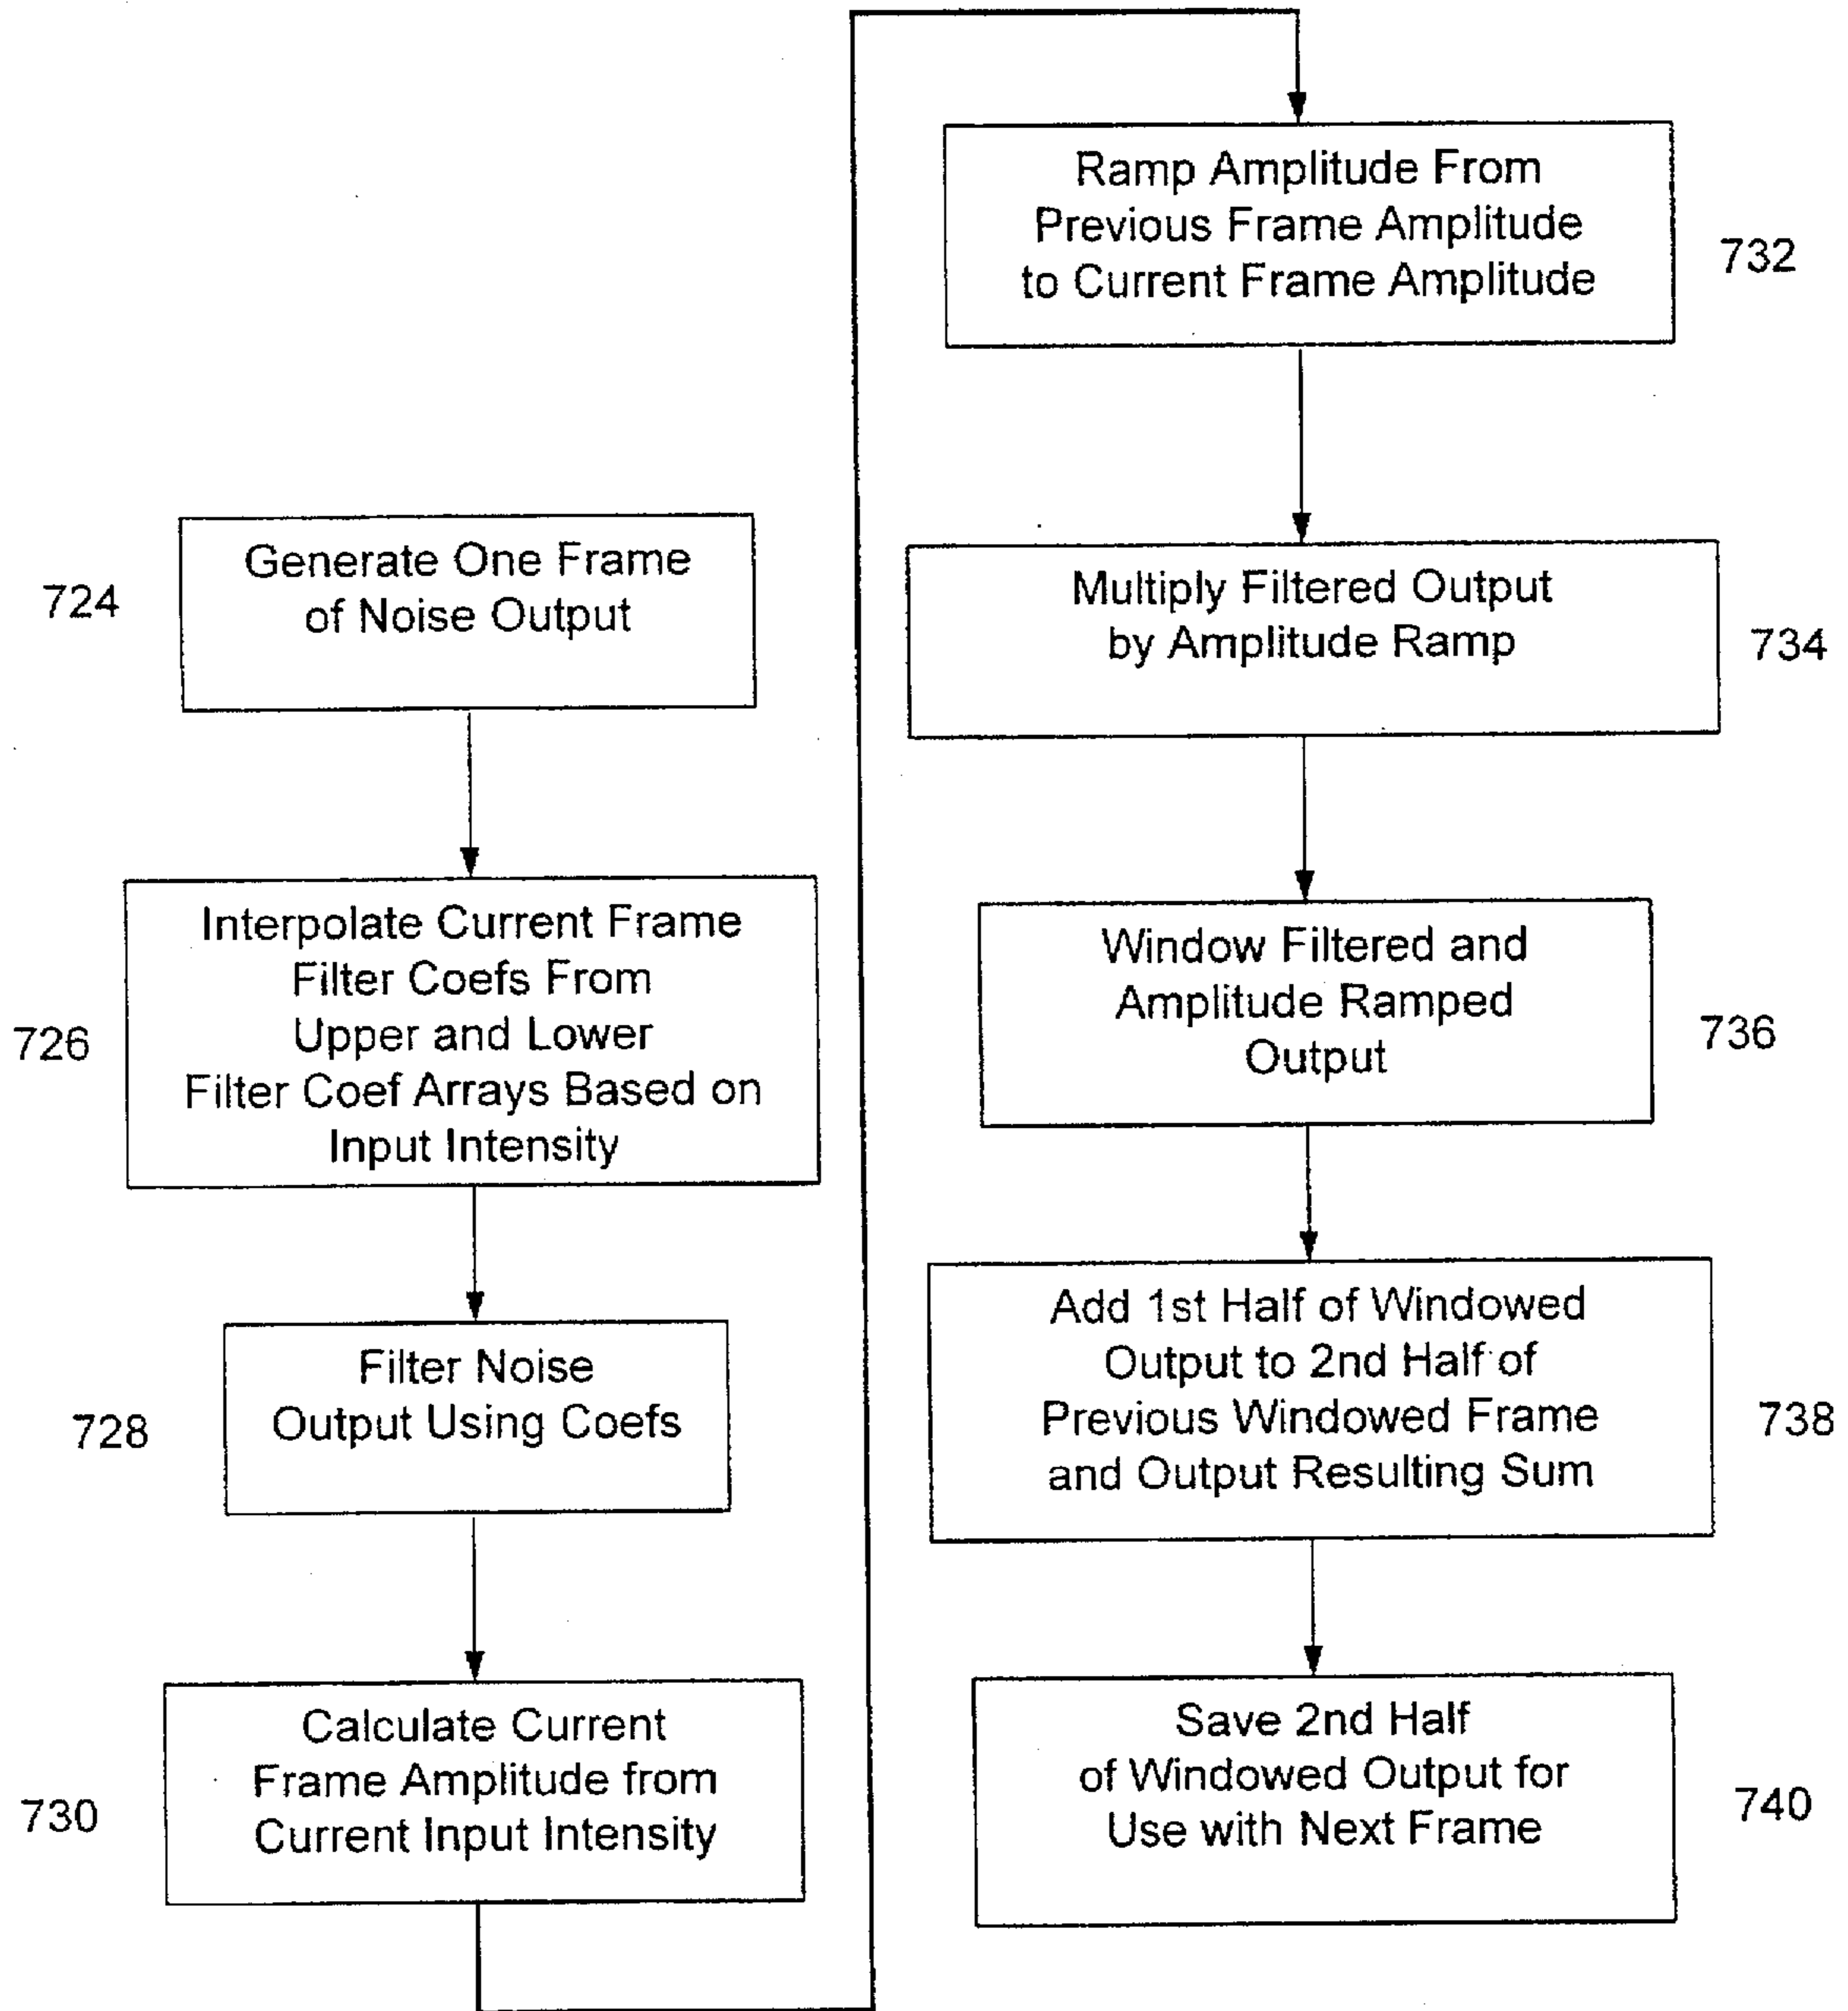 724
Generate One Frame
of Noise Output
726
Interpolate Current Frame
Filter Coefs From
Upper and Lower
Filter Coef Arrays Based on
Input Intensity
728
Filter Noise
Output Using Coefs
730
Calculate Current
Frame Amplitude from
Current Input Intensity
Ramp Amplitude From
Previous Frame Amplitude
to Current Frame Amplitude
732
Multiply Filtered Output
by Amplitude Ramp
734
Window Filtered and
Amplitude Ramped
Output
736
Add 1st Half of Windowed
Output to 2nd Half of
Previous Windowed Frame
and Output Resulting Sum
738
Save 2nd Half
of Windowed Output for
Use with Next Frame
740